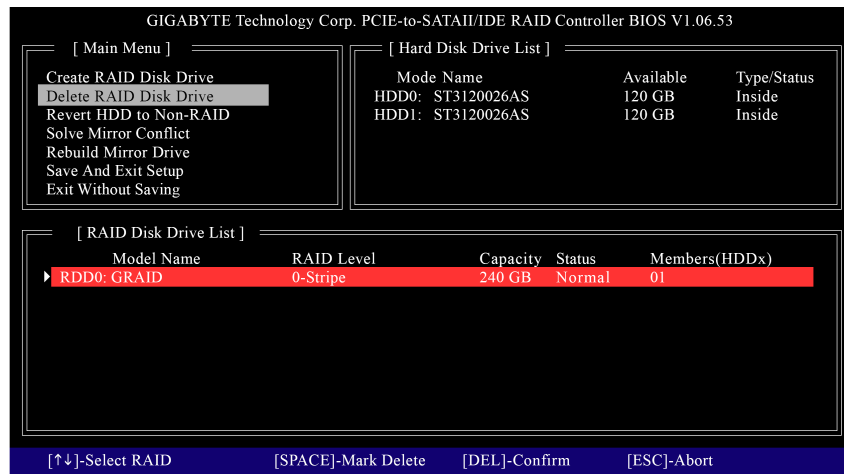 GIGABYTE Technology Corp. PCIE-to-SATAII/IDE RAID Controller BIOS V1.06.53
[ Main Menu ]
Create RAID Disk Drive
Delete RAID Disk Drive
Revert HDD to Non-RAID
Solve Mirror Conflict
Rebuild Mirror Drive
Save And Exit Setup
Exit Without Saving
[ Hard Disk Drive List ]
Mode Name Available Type/Status
HDD0: ST3120026AS 120 GB Inside
HDD1: ST3120026AS 120 GB Inside
[ RAID Disk Drive List ]
Model Name RAID Level Capacity Status Members(HDDx)
RDD0: GRAID 0-Stripe 240 GB Normal 01
[↑↓]-Select RAID [SPACE]-Mark Delete [DEL]-Confirm [ESC]-Abort